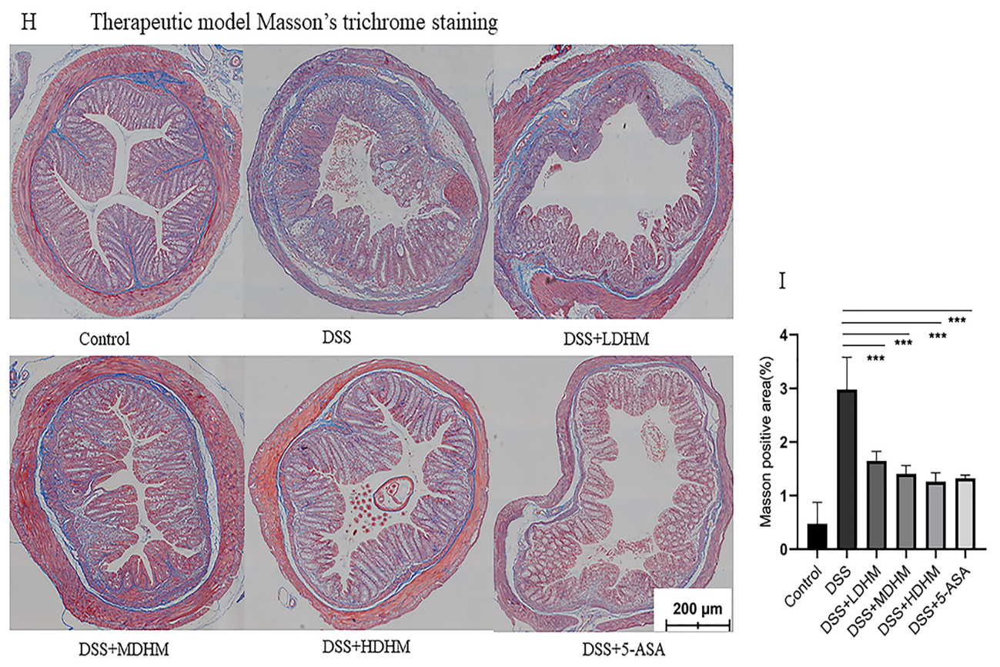 H Therapeutic model Masson's trichrome staining
Control DSS DSS+LDHM
DSS+MDHM DSS+HDHM DSS+5-ASA
200 μm
I
***
***
***
***
Masson positive area(%)
4
3
2
1
0
Control
DSS
DSS+LDHM
DSS+MDHM
DSS+HDHM
DSS+5-ASA